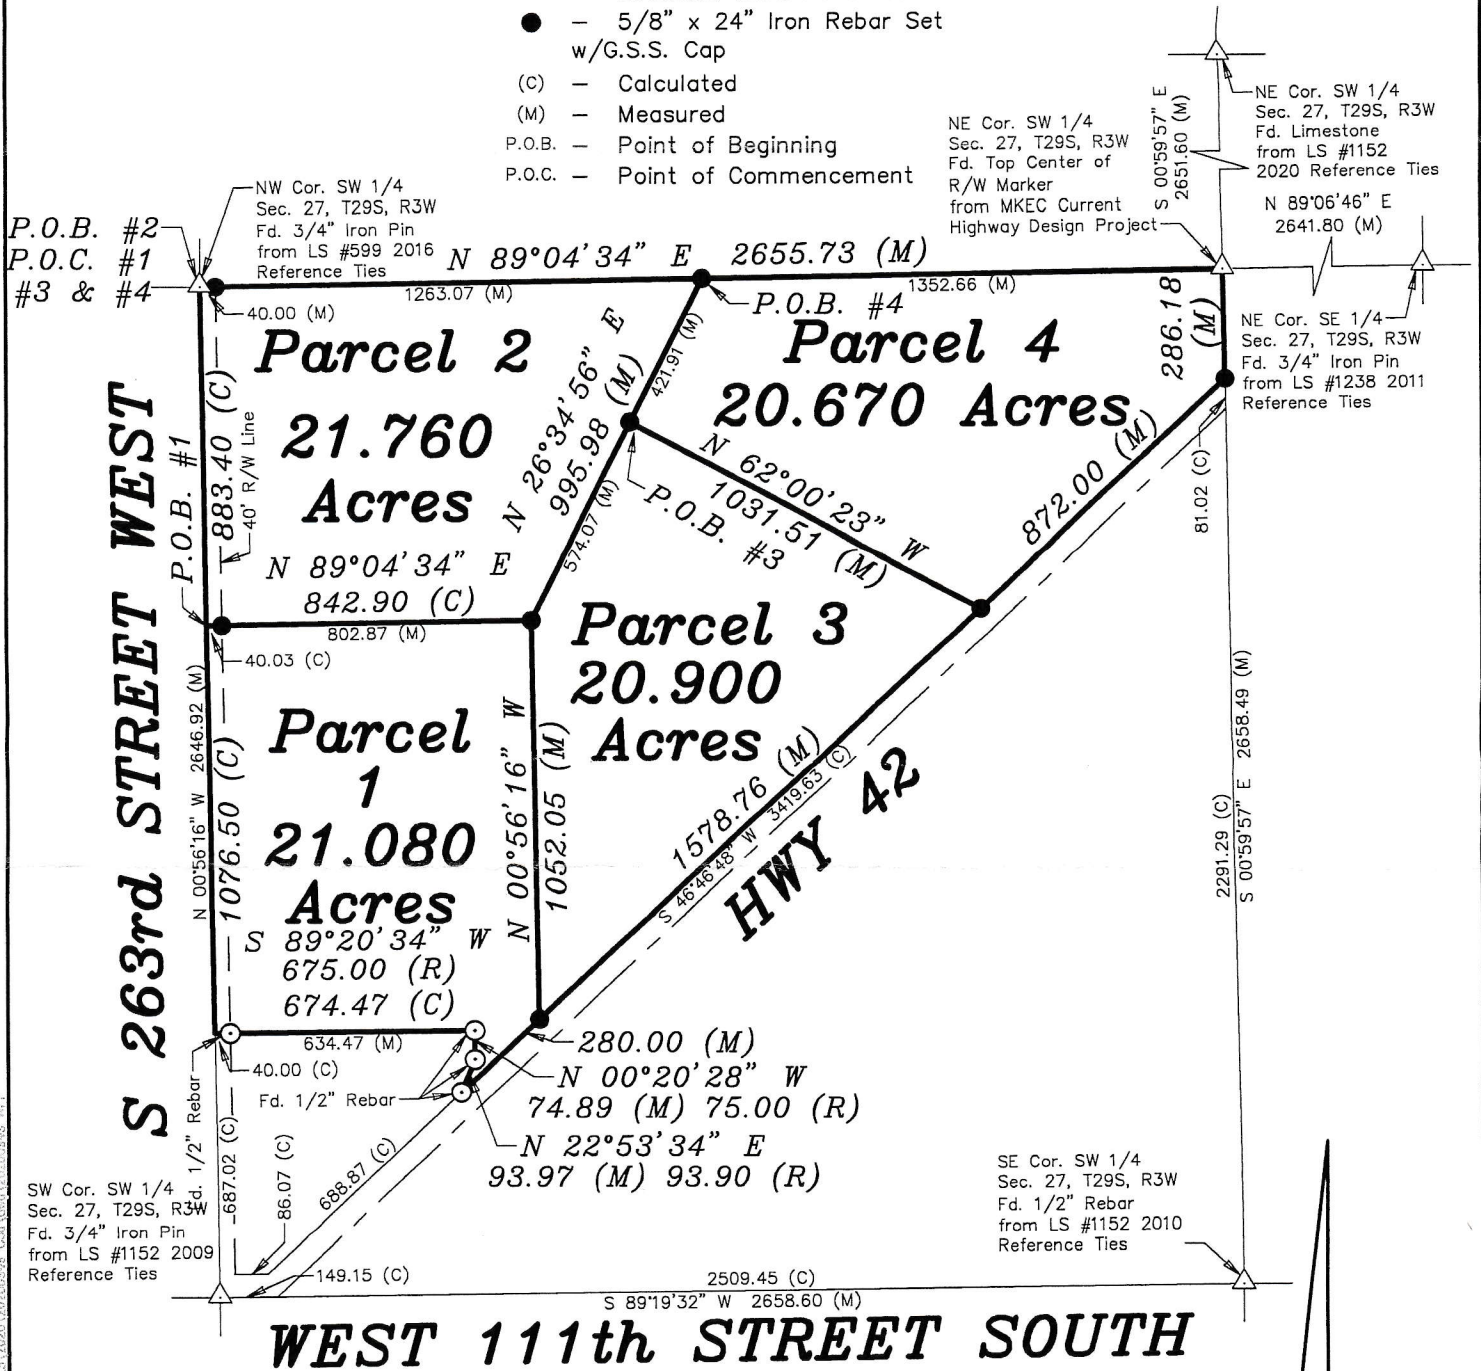 ● – 5/8" x 24" Iron Rebar Set
w/G.S.S. Cap
(C) – Calculated
(M) – Measured
P.O.B. – Point of Beginning
P.O.C. – Point of Commencement
NE Cor. SW 1/4
Sec. 27, T29S, R3W
Fd. Top Center of
R/W Marker
from MKEC Current
Highway Design Project
S 00°59'57" E
2651.60 (M)
NE Cor. SW 1/4
Sec. 27, T29S, R3W
Fd. Limestone
from LS #1152
2020 Reference Ties
N 89°06'46" E
2641.80 (M)
NW Cor. SW 1/4
Sec. 27, T29S, R3W
Fd. 3/4" Iron Pin
from LS #599 2016
Reference Ties
P.O.B. #2
P.O.C. #1
#3 & #4
N 89°04'34" E 2655.73 (M)
1263.07 (M)
1352.66 (M)
40.00 (M)
P.O.B. #4
286.18
(M)
NE Cor. SE 1/4
Sec. 27, T29S, R3W
Fd. 3/4" Iron Pin
from LS #1238 2011
Reference Ties
Parcel 2
21.760
Acres
Parcel 4
20.670 Acres
883.40 (C)
40' R/W Line
P.O.B. #1
N 26°34'56" E
995.98 (M)
421.91 (M)
574.07 (M)
N 62°00'23" W
1031.51 (M)
P.O.B. #3
872.00 (M)
81.02 (C)
N 89°04'34" E
842.90 (C)
802.87 (M)
40.03 (C)
S 263rd STREET WEST
Parcel 3
20.900
Acres
N 00°56'16" W 2646.92 (M)
1076.50 (C)
Parcel
1
21.080
Acres
N 00°56'16" W
1052.05 (M)
1578.76 (M)
S 46°46'48" W 3419.63 (C)
HWY 42
2291.29 (C)
S 00°59'57" E 2658.49 (M)
S 89°20'34" W
675.00 (R)
674.47 (C)
634.47 (M)
40.00 (C)
Fd. 1/2" Rebar
Fd. 1/2" Rebar
280.00 (M)
N 00°20'28" W
74.89 (M) 75.00 (R)
N 22°53'34" E
93.97 (M) 93.90 (R)
687.02 (C)
86.07 (C)
688.87 (C)
SW Cor. SW 1/4
Sec. 27, T29S, R3W
Fd. 3/4" Iron Pin
from LS #1152 2009
Reference Ties
SE Cor. SW 1/4
Sec. 27, T29S, R3W
Fd. 1/2" Rebar
from LS #1152 2010
Reference Ties
149.15 (C)
2509.45 (C)
S 89°19'32" W 2658.60 (M)
WEST 111th STREET SOUTH